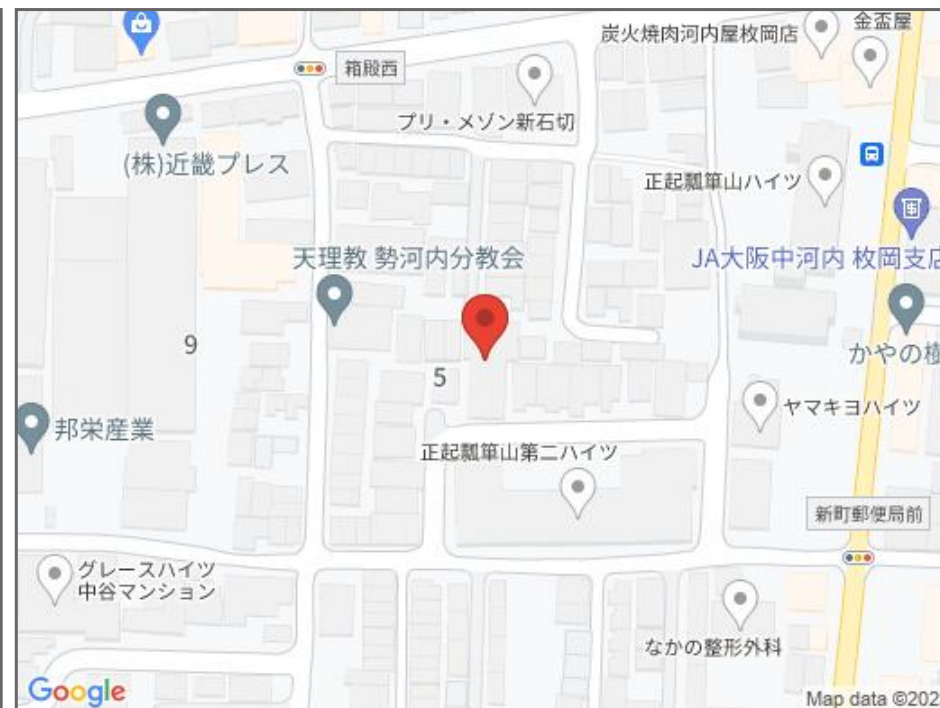 炭火焼肉河内屋枚岡店
金盃屋
箱殿西
プリ・メゾン新石切
(株)近畿プレス
正起瓢箪山ハイツ
天理教 勢河内分教会
JA大阪中河内 枚岡支店
9
かやの樹
5
ヤマキヨハイツ
邦栄産業
正起瓢箪山第二ハイツ
新町郵便局前
グレースハイツ
中谷マンション
なかの整形外科
Google
Map data ©202